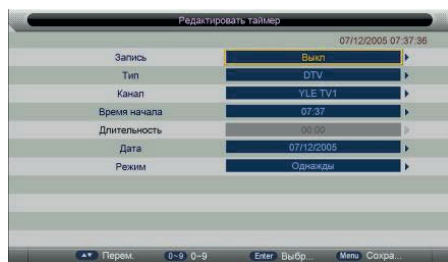 Редактировать таймер
07/12/2005 07:37:36
Запись Выкл
Тип DTV
Канал YLE TV1
Время начала 07:37
Длительность 00:00
Дата 07/12/2005
Режим Однажды
Перем. 0~9 0~9 Enter Выбр... Menu Сохра...